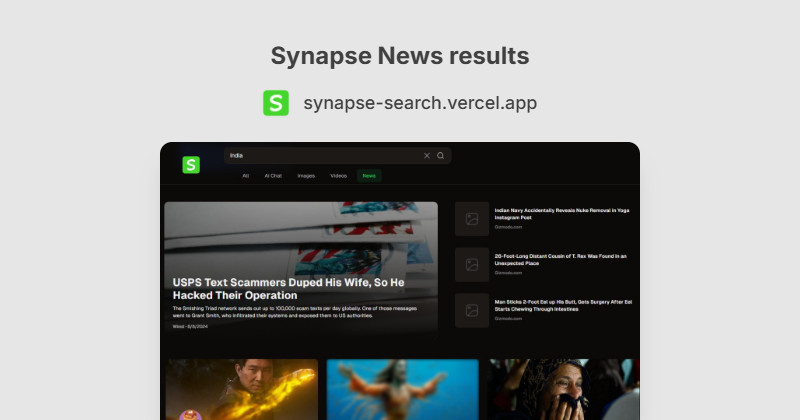 Synapse News results
S synapse-search.vercel.app
S
India
All AI Chat Images Videos News
USPS Text Scammers Duped His Wife, So He
Hacked Their Operation
The Smishing Triad network sends out up to 100,000 scam texts per day globally. One of those messages
went to Grant Smith, who infiltrated their systems and exposed them to US authorities.
Wired • 8/8/2024
Indian Navy Accidentally Reveals Nuke Removal in Yoga
Instagram Post
Gizmodo.com
26-Foot-Long Distant Cousin of T. Rex Was Found in an
Unexpected Place
Gizmodo.com
Man Sticks 2-Foot Eel up His Butt, Gets Surgery After Eel
Starts Chewing Through Intestines
Gizmodo.com